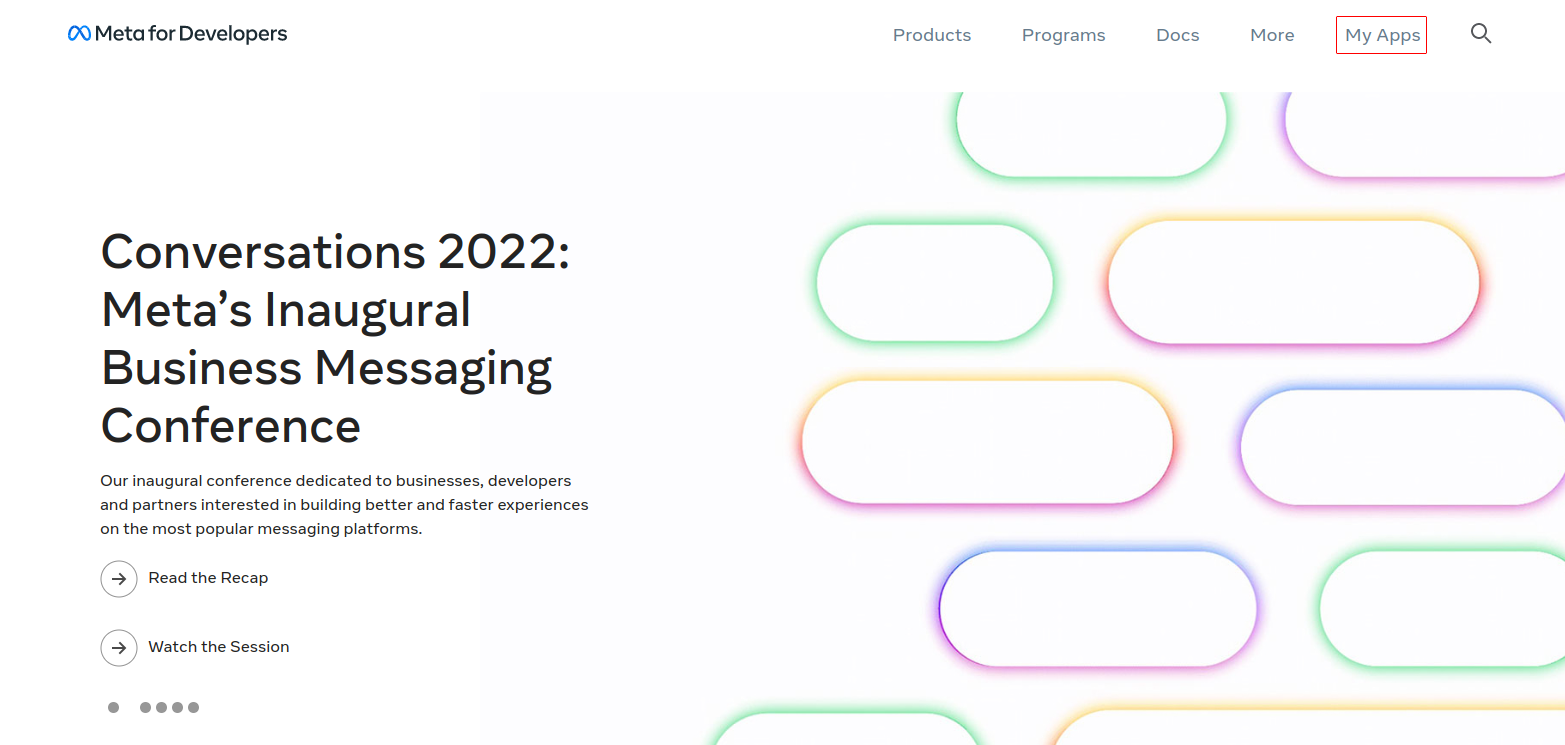 Meta for Developers
Products Programs Docs More My Apps
Conversations 2022:
Meta’s Inaugural
Business Messaging
Conference
Our inaugural conference dedicated to businesses, developers
and partners interested in building better and faster experiences
on the most popular messaging platforms.
Read the Recap
Watch the Session